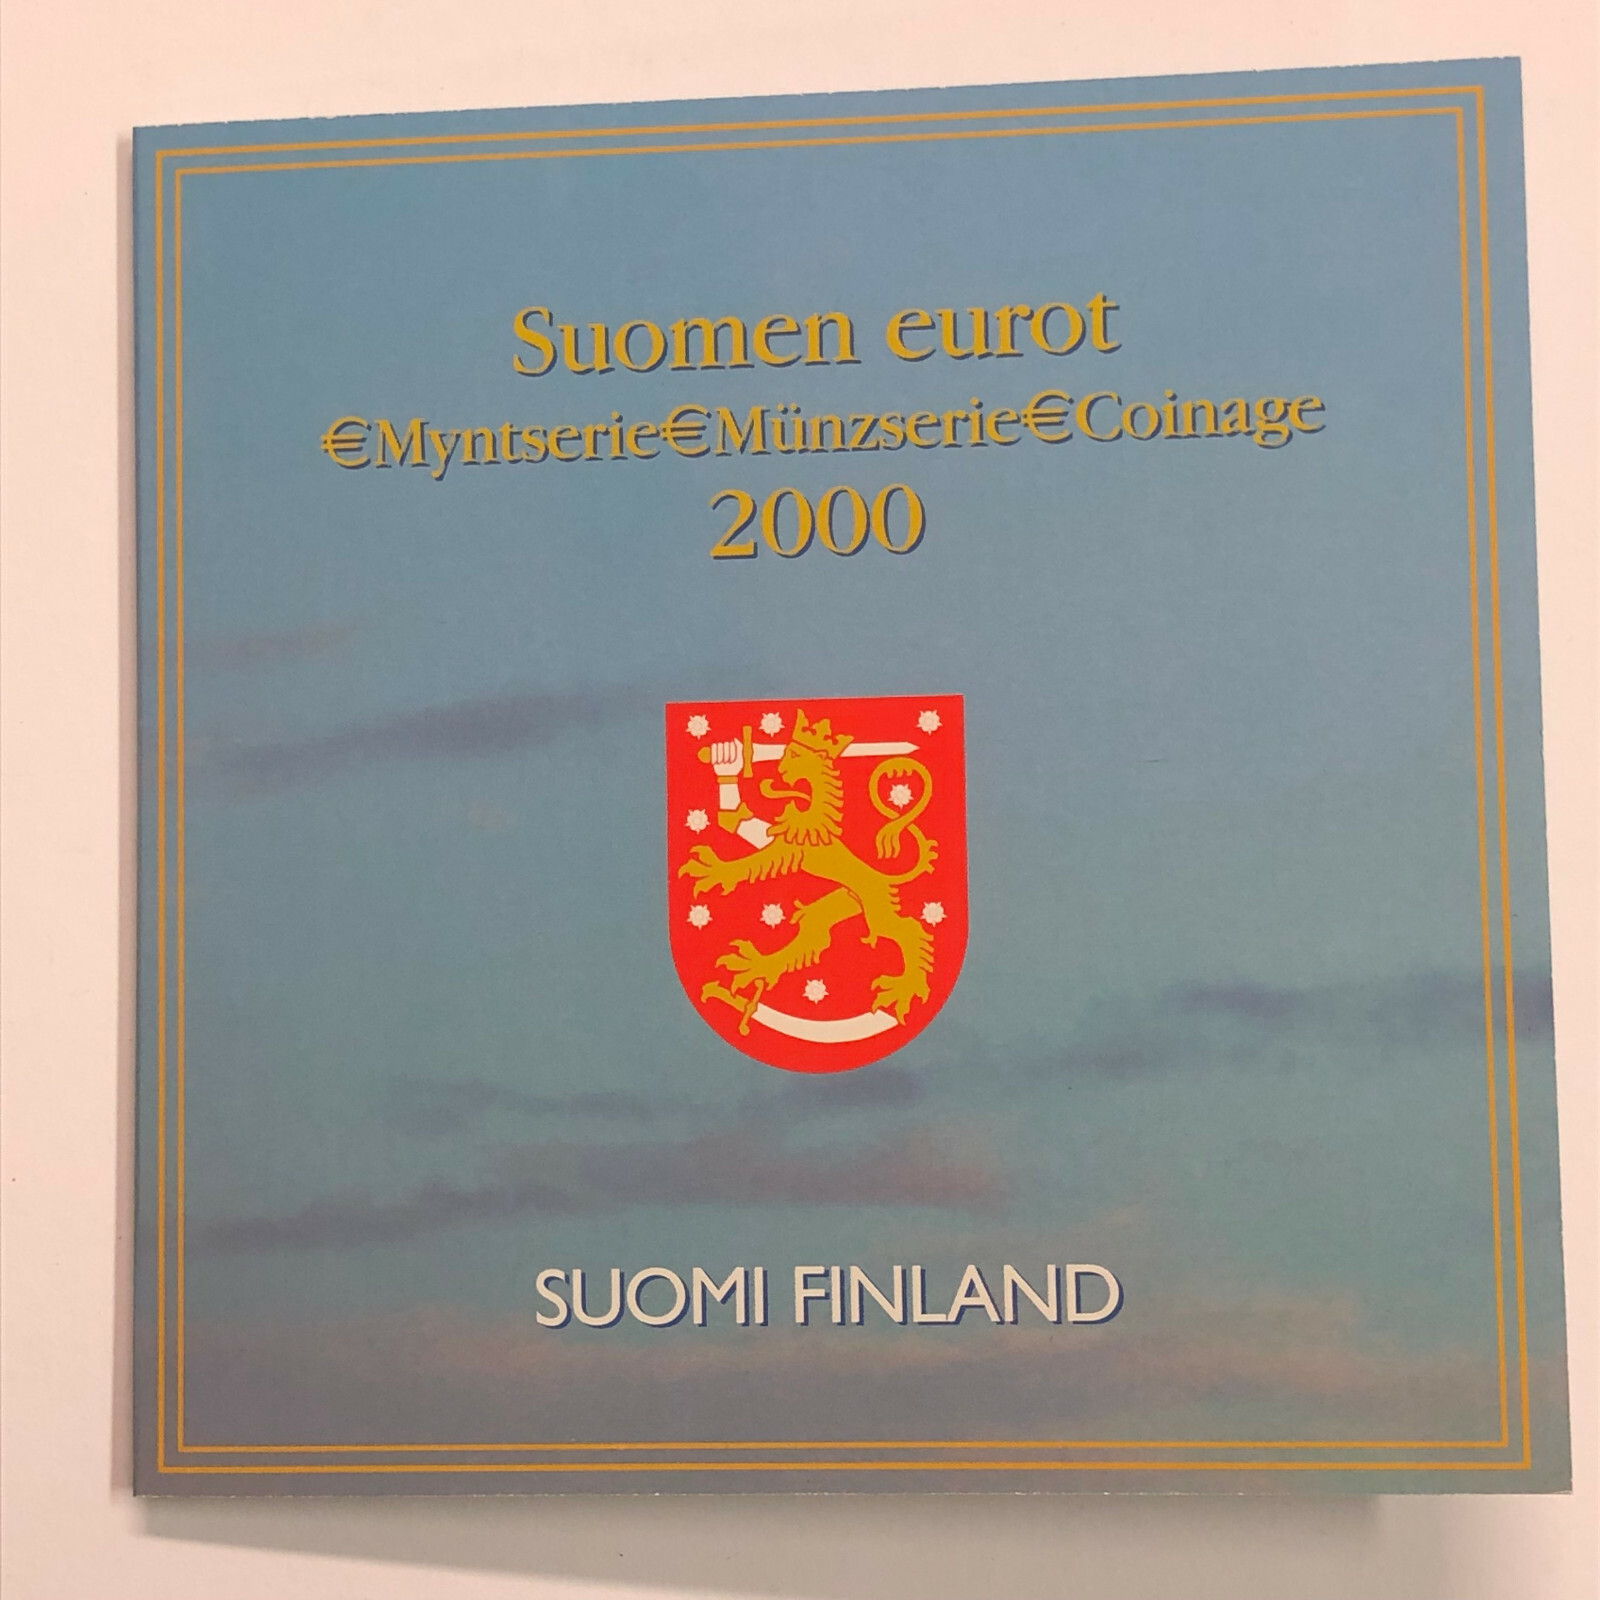 Suomen eurot
€Myntserie€Münzserie€Coinage
2000
SUOMI FINLAND